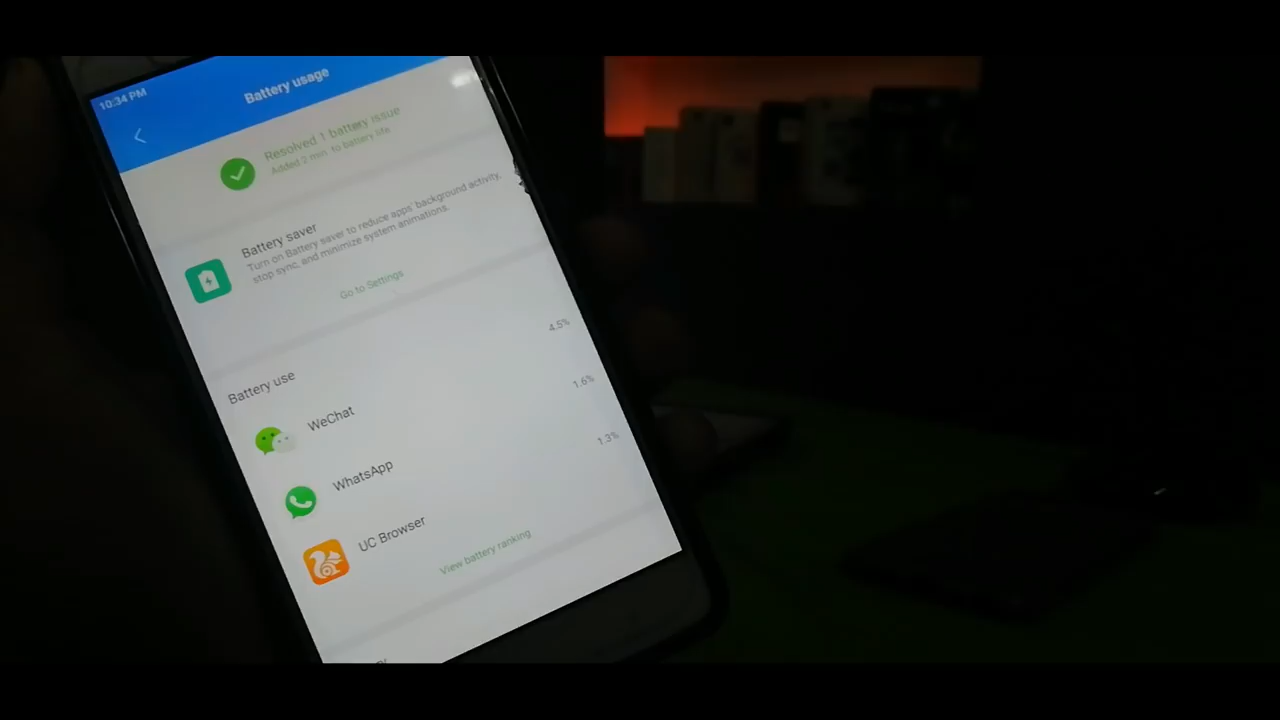 10:34 PM
Battery usage
Resolved 1 battery issue
Added 2 min to battery life
Battery saver
Turn on Battery saver to reduce apps' background activity,
stop sync, and minimize system animations.
Go to Settings
Battery use
WeChat
4.5%
WhatsApp
1.6%
UC Browser
1.3%
View battery ranking